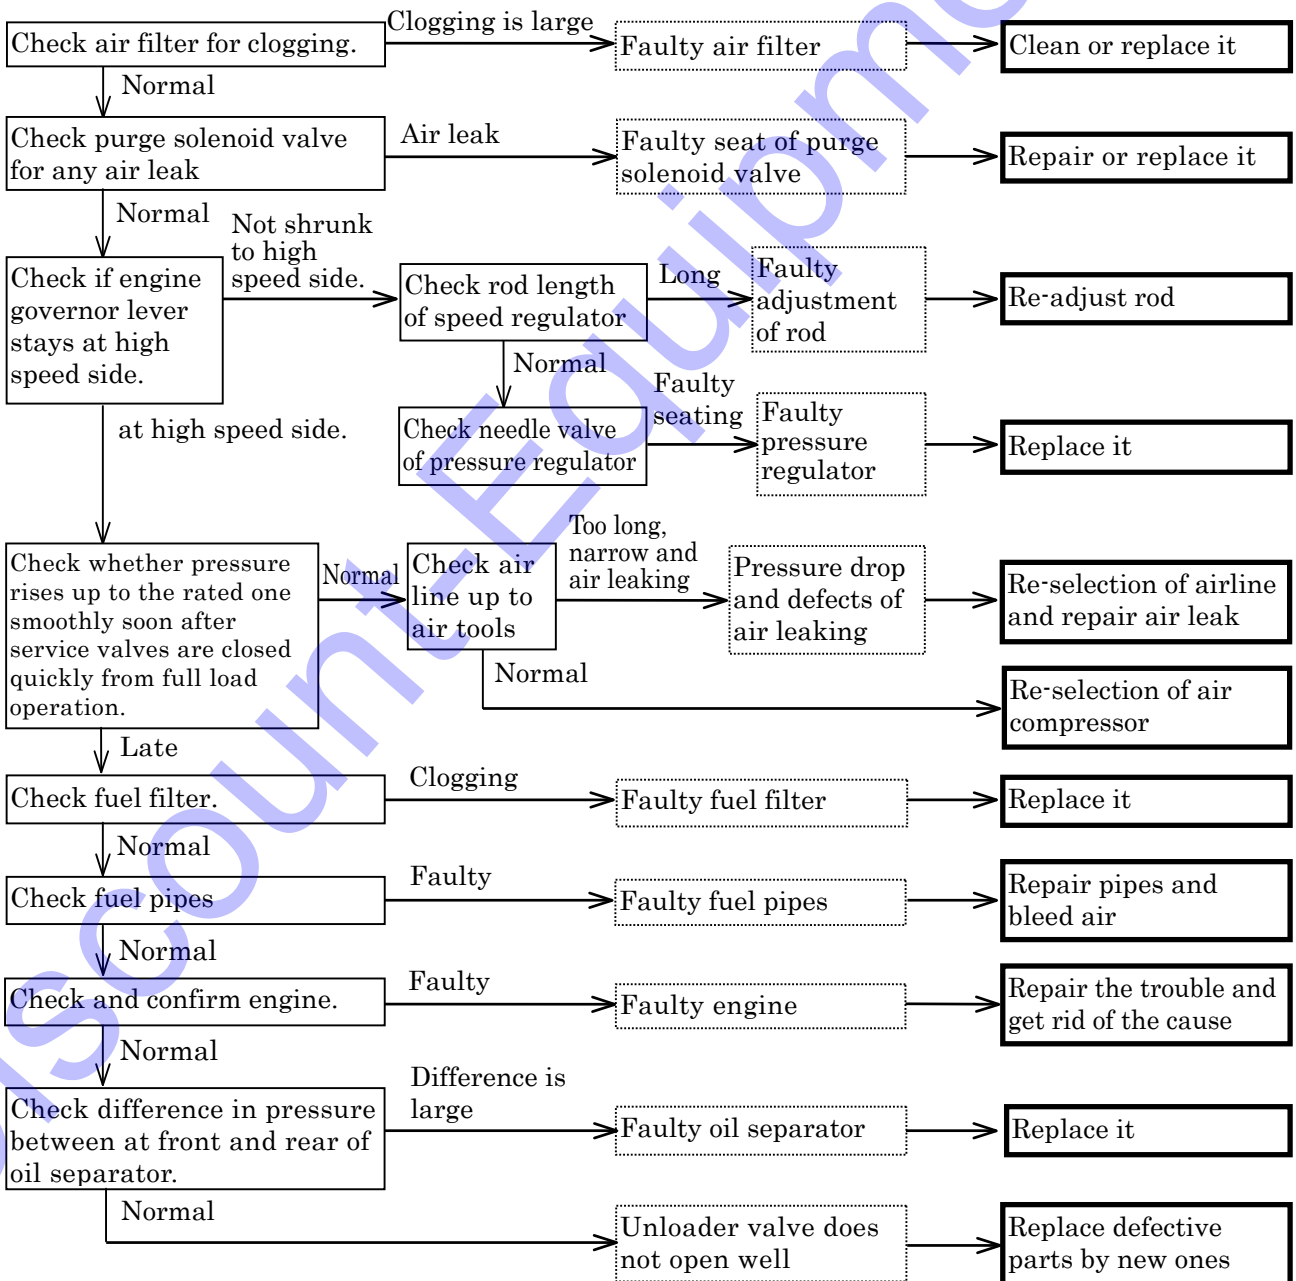 Check air filter for clogging.
Clogging is large
Faulty air filter
Clean or replace it
Normal
Check purge solenoid valve
for any air leak
Air leak
Faulty seat of purge
solenoid valve
Repair or replace it
Normal
Not shrunk
to high
speed side.
Check if engine
governor lever
stays at high
speed side.
Check rod length
of speed regulator
Long
Faulty
adjustment
of rod
Re-adjust rod
Normal
at high speed side.
Check needle valve
of pressure regulator
Faulty
seating
Faulty
pressure
regulator
Replace it
Check whether pressure
rises up to the rated one
smoothly soon after
service valves are closed
quickly from full load
operation.
Normal
Check air
line up to
air tools
Too long,
narrow and
air leaking
Pressure drop
and defects of
air leaking
Re-selection of airline
and repair air leak
Normal
Re-selection of air
compressor
Late
Check fuel filter.
Clogging
Faulty fuel filter
Replace it
Normal
Check fuel pipes
Faulty
Faulty fuel pipes
Repair pipes and
bleed air
Normal
Check and confirm engine.
Faulty
Faulty engine
Repair the trouble and
get rid of the cause
Normal
Check difference in pressure
between at front and rear of
oil separator.
Difference is
large
Faulty oil separator
Replace it
Normal
Unloader valve does
not open well
Replace defective
parts by new ones